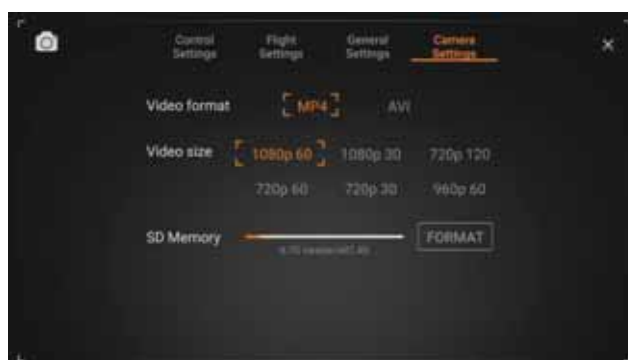 Control Settings
Flight Settings
General Settings
Camera Settings
Video format
MP4 AVI
Video size
1080p 60 1080p 30 720p 120
720p 60 720p 30 960p 60
SD Memory
FORMAT